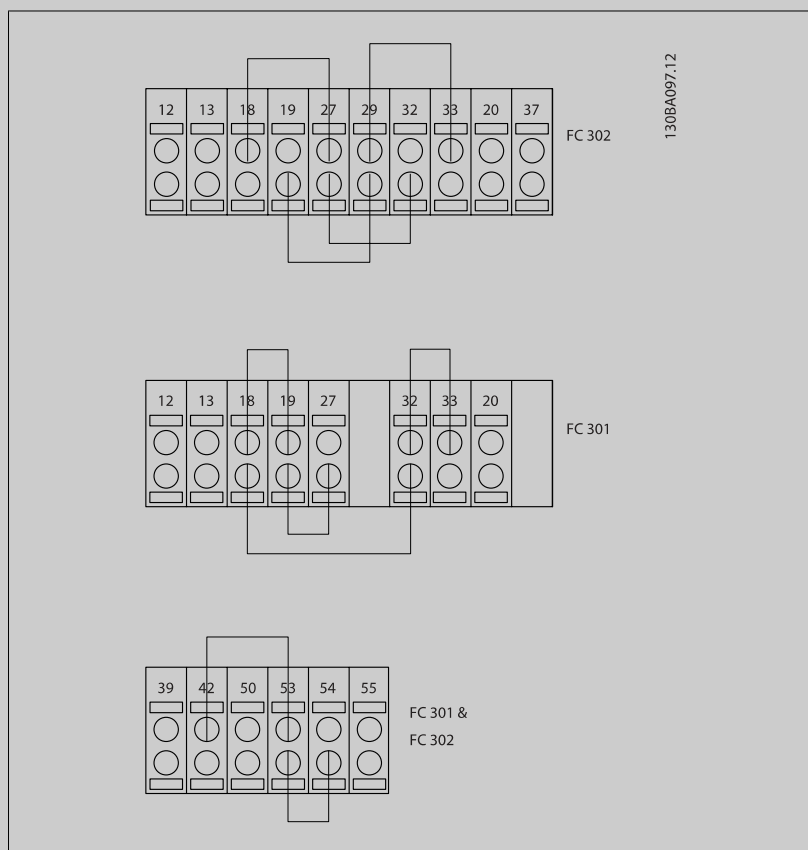 130BA097.12
12 13 18 19 27 29 32 33 20 37
FC 302
12 13 18 19 27 32 33 20
FC 301
39 42 50 53 54 55
FC 301 &
FC 302